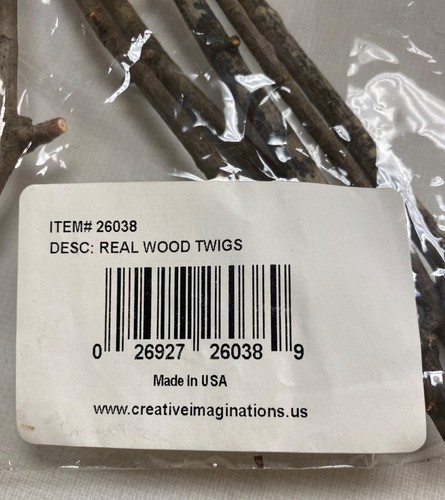 ITEM# 26038
DESC: REAL WOOD TWIGS
0 26927 26038 9
Made In USA
www.creativeimaginations.us